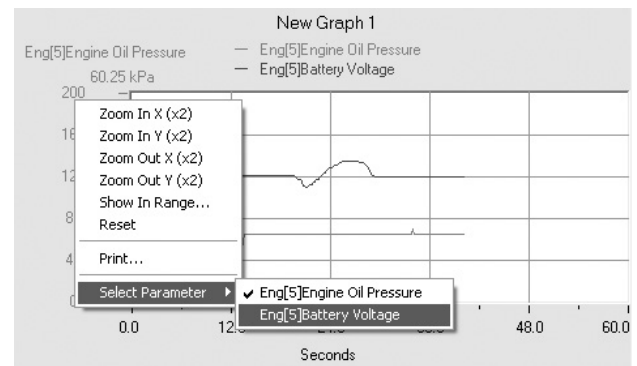 New Graph 1
Eng[5]Engine Oil Pressure
60.25 kPa
— Eng[5]Engine Oil Pressure
— Eng[5]Battery Voltage
200
Zoom In X (x2)
Zoom In Y (x2)
Zoom Out X (x2)
Zoom Out Y (x2)
Show In Range...
Reset
Print...
Select Parameter
✓ Eng[5]Engine Oil Pressure
Eng[5]Battery Voltage
0.0 48.0 60.0
Seconds